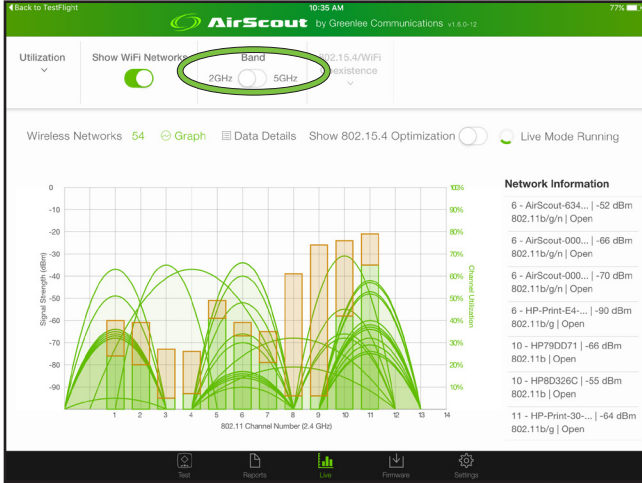 Back to TestFlight 10:35 AM 77%
AirScout by Greenlee Communications v1.6.0-12
Utilization Show WiFi Networks Band 802.15.4/WiFi
2GHz 5GHz Coexistence
Wireless Networks 54 Graph Data Details Show 802.15.4 Optimization Live Mode Running
Network Information
6 - AirScout-634... | -52 dBm
802.11b/g/n | Open
6 - AirScout-000... | -66 dBm
802.11b/g/n | Open
6 - AirScout-000... | -70 dBm
802.11b/g/n | Open
6 - HP-Print-E4-... | -90 dBm
802.11b/g | Open
10 - HP79DD71 | -66 dBm
802.11b | Open
10 - HP8D326C | -55 dBm
802.11b | Open
11 - HP-Print-30-... | -64 dBm
802.11b/g | Open
Signal Strength (dBm)
0
-10
-20
-30
-40
-50
-60
-70
-80
-90
100%
90%
80%
70%
60%
50%
40%
30%
20%
10%
Channel Utilization
1 2 3 4 5 6 7 8 9 10 11 12 13 14
802.11 Channel Number (2.4 GHz)
Test Reports Live Firmware Settings